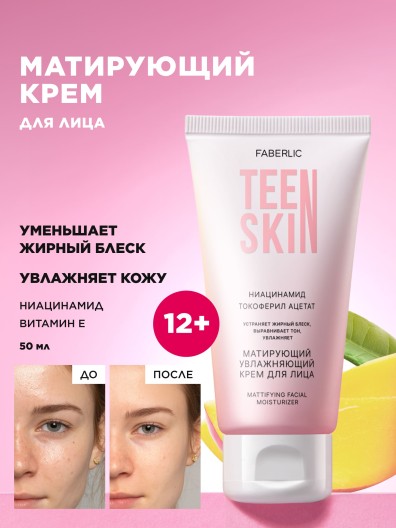 МАТИРУЮЩИЙ
КРЕМ
ДЛЯ ЛИЦА
УМЕНЬШАЕТ
ЖИРНЫЙ БЛЕСК
УВЛАЖНЯЕТ КОЖУ
НИАЦИНАМИД
ВИТАМИН Е
50 мл
12+
ДО
ПОСЛЕ
FABERLIC
TEEN
SKIN
НИАЦИНАМИД
ТОКОФЕРИЛ АЦЕТАТ
УСТРАНЯЕТ ЖИРНЫЙ БЛЕСК,
ВЫРАВНИВАЕТ ТОН,
УВЛАЖНЯЕТ
МАТИРУЮЩИЙ
УВЛАЖНЯЮЩИЙ
КРЕМ ДЛЯ ЛИЦА
MATTIFYING FACIAL
MOISTURIZER